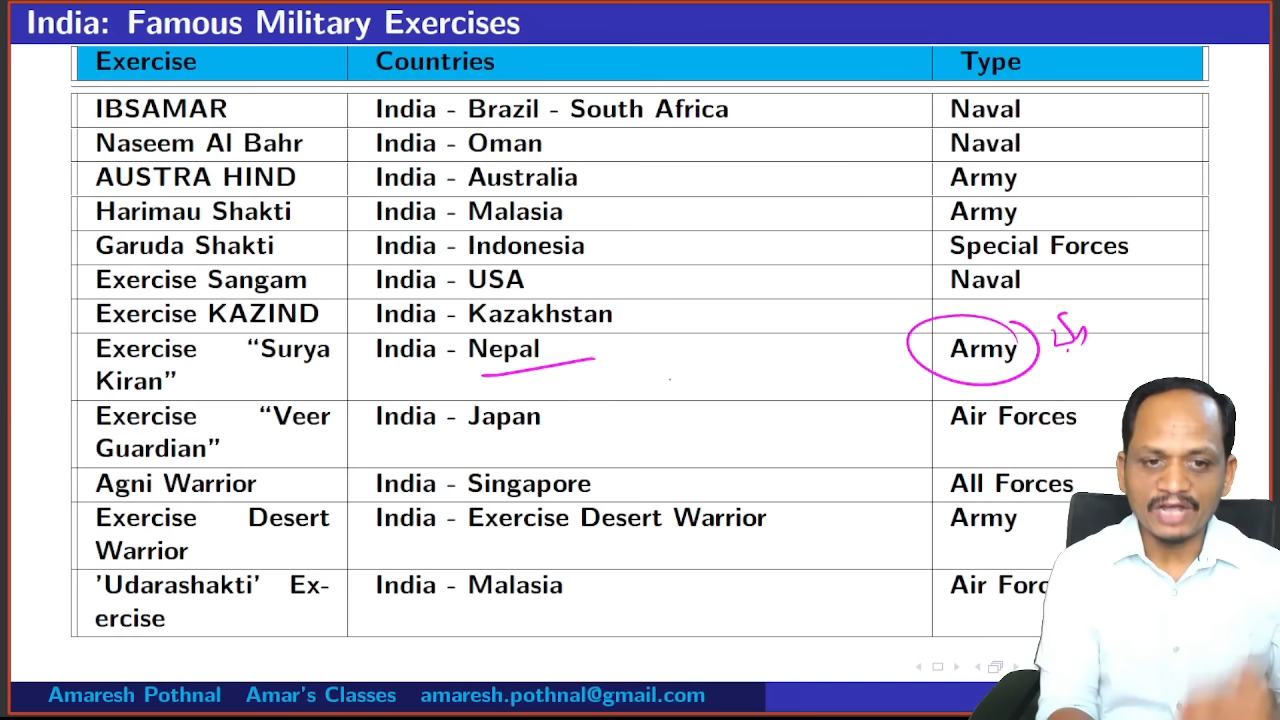 India: Famous Military Exercises
Exercise Countries Type
IBSAMAR India - Brazil - South Africa Naval
Naseem Al Bahr India - Oman Naval
AUSTRA HIND India - Australia Army
Harimau Shakti India - Malasia Army
Garuda Shakti India - Indonesia Special Forces
Exercise Sangam India - USA Naval
Exercise KAZIND India - Kazakhstan
Exercise “Surya India - Nepal Army
Kiran”
Exercise “Veer India - Japan Air Forces
Guardian”
Agni Warrior India - Singapore All Forces
Exercise Desert India - Exercise Desert Warrior Army
Warrior
’Udarashakti’ Ex- India - Malasia Air
ercise
Amaresh Pothnal Amar's Classes amaresh.pothnal@gmail.com